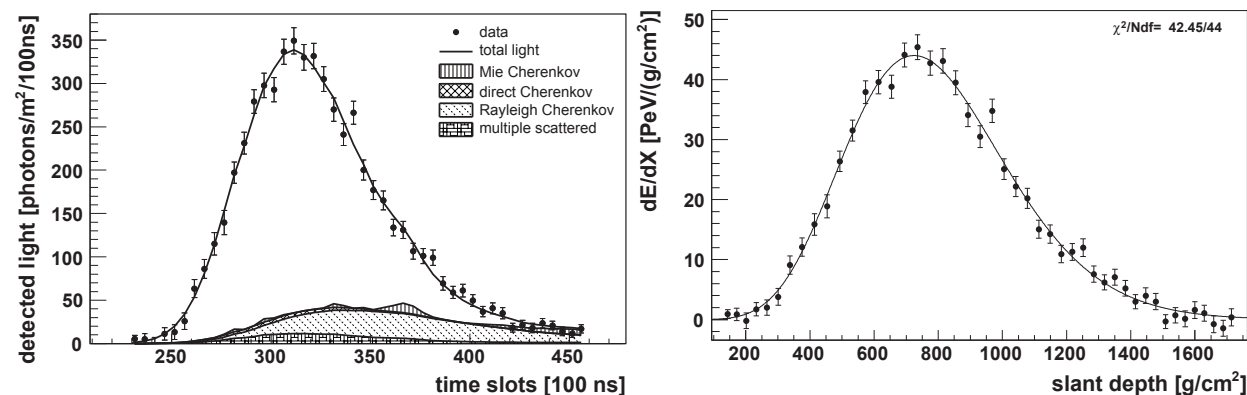 detected light [photons/m²/100ns]
350
300
250
200
150
100
50
0
data
total light
Mie Cherenkov
direct Cherenkov
Rayleigh Cherenkov
multiple scattered
250
300
350
400
450
time slots [100 ns]
dE/dX [PeV/(g/cm²)]
50
40
30
20
10
0
χ²/Ndf= 42.45/44
200
400
600
800
1000
1200
1400
1600
slant depth [g/cm²]